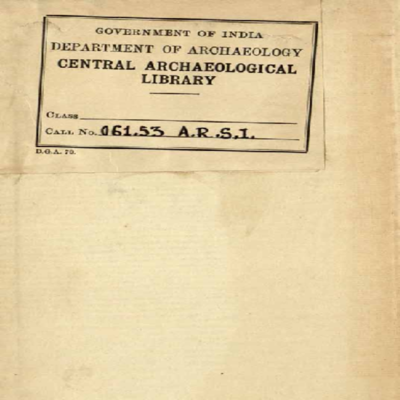 GOVERNMENT OF INDIA
DEPARTMENT OF ARCHAEOLOGY
CENTRAL ARCHAEOLOGICAL
LIBRARY
CLASS
CALL NO. 061.53 A.R.S.I.
D.G.A. 79.